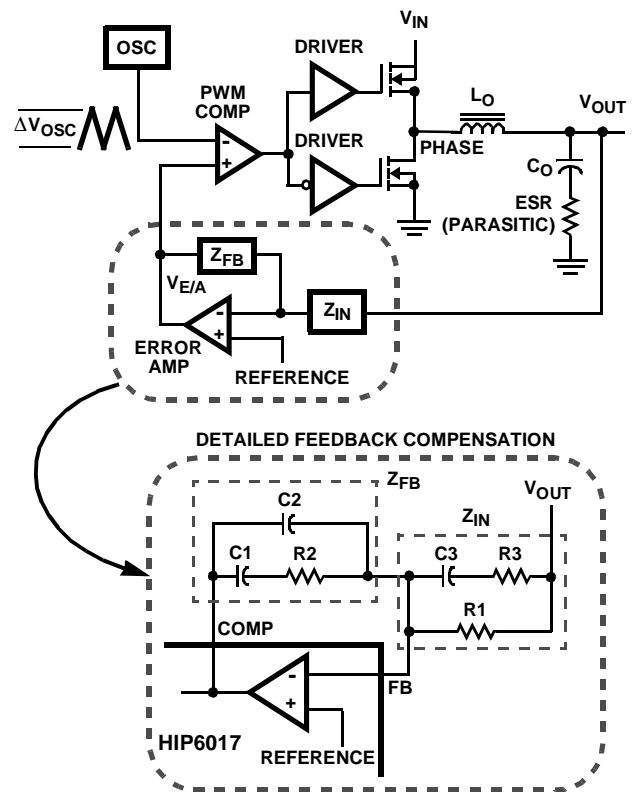 V_IN
OSC
DRIVER
PWM
COMP
L_O
V_OUT
ΔV_OSC
-
+
DRIVER
PHASE
C_O
ESR
(PARASITIC)
Z_FB
V_E/A
Z_IN
-
+
ERROR
AMP
REFERENCE
DETAILED FEEDBACK COMPENSATION
Z_FB
V_OUT
C2
Z_IN
C1
R2
C3
R3
R1
COMP
-
+
FB
HIP6017
REFERENCE